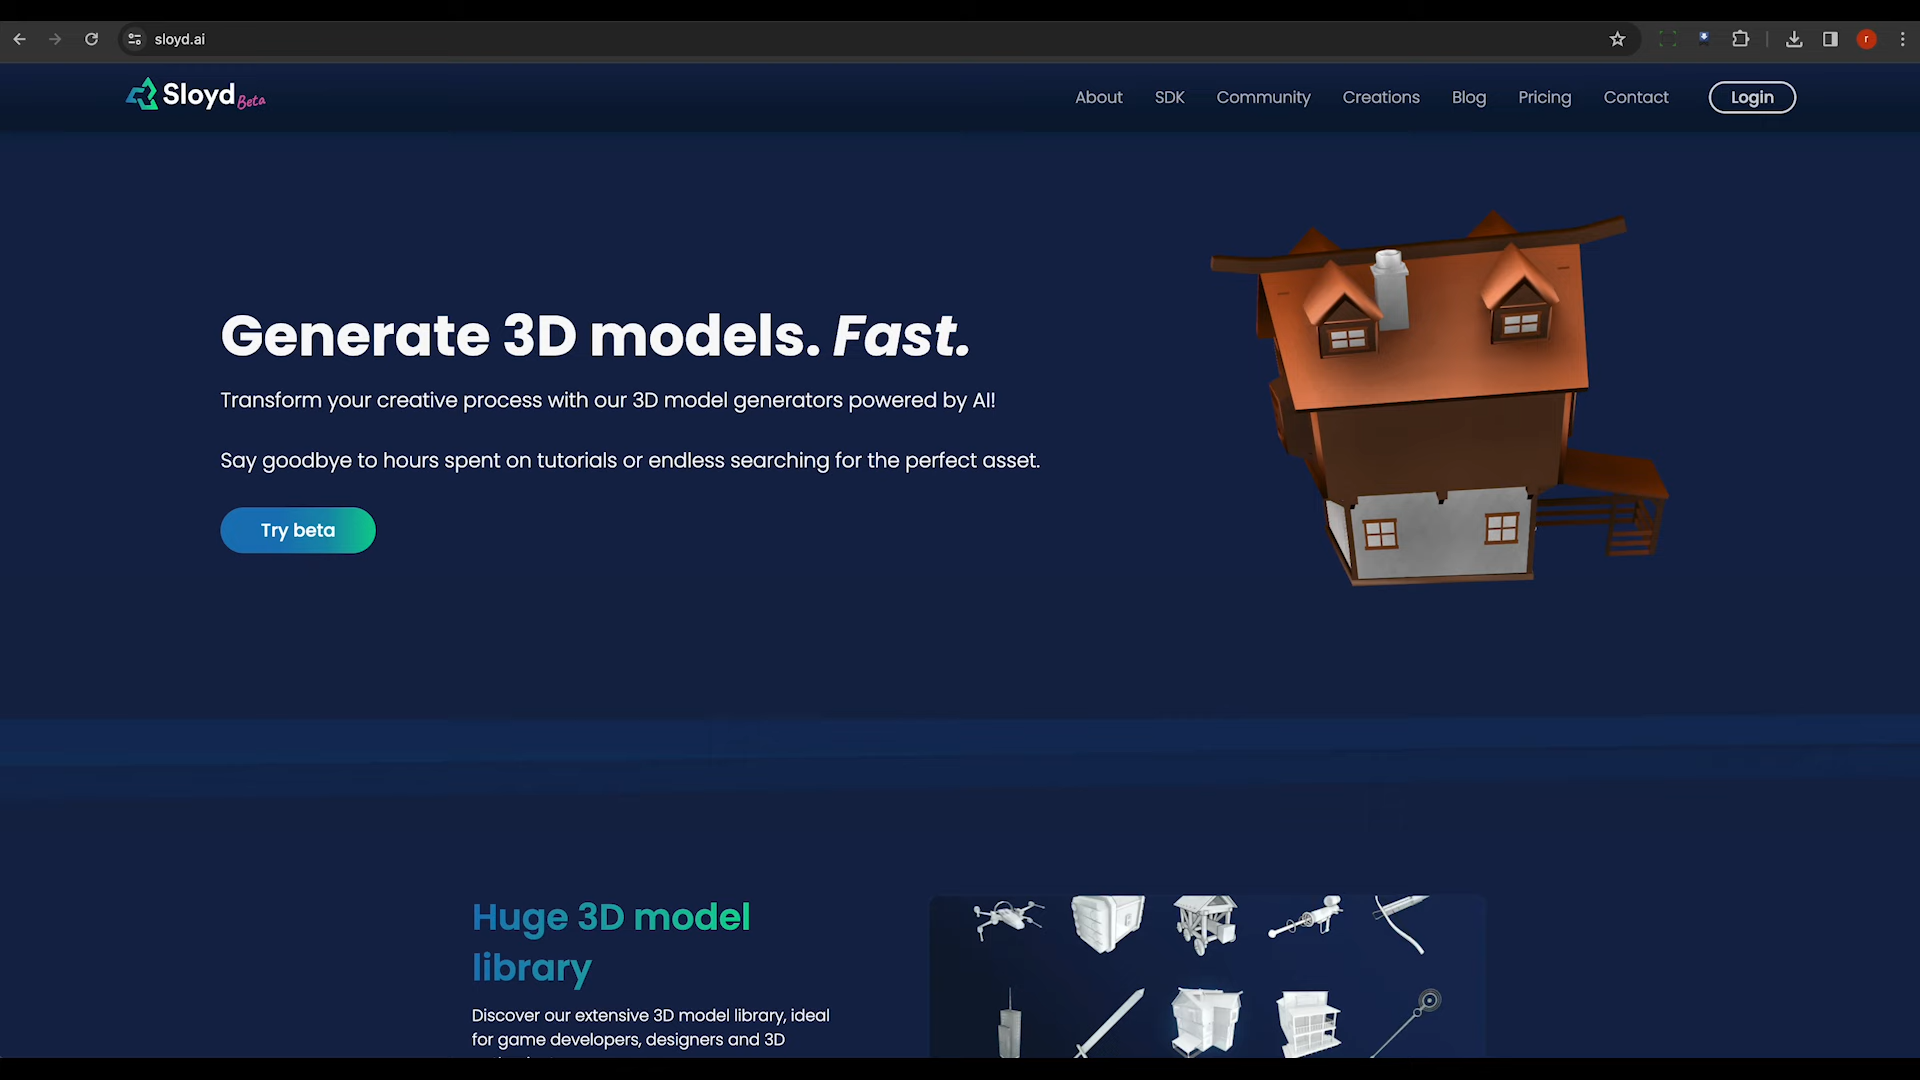 sloyd.ai
r
Sloyd Beta
About SDK Community Creations Blog Pricing Contact Login
Generate 3D models. Fast.
Transform your creative process with our 3D model generators powered by AI!
Say goodbye to hours spent on tutorials or endless searching for the perfect asset.
Try beta
Huge 3D model
library
Discover our extensive 3D model library, ideal
for game developers, designers and 3D